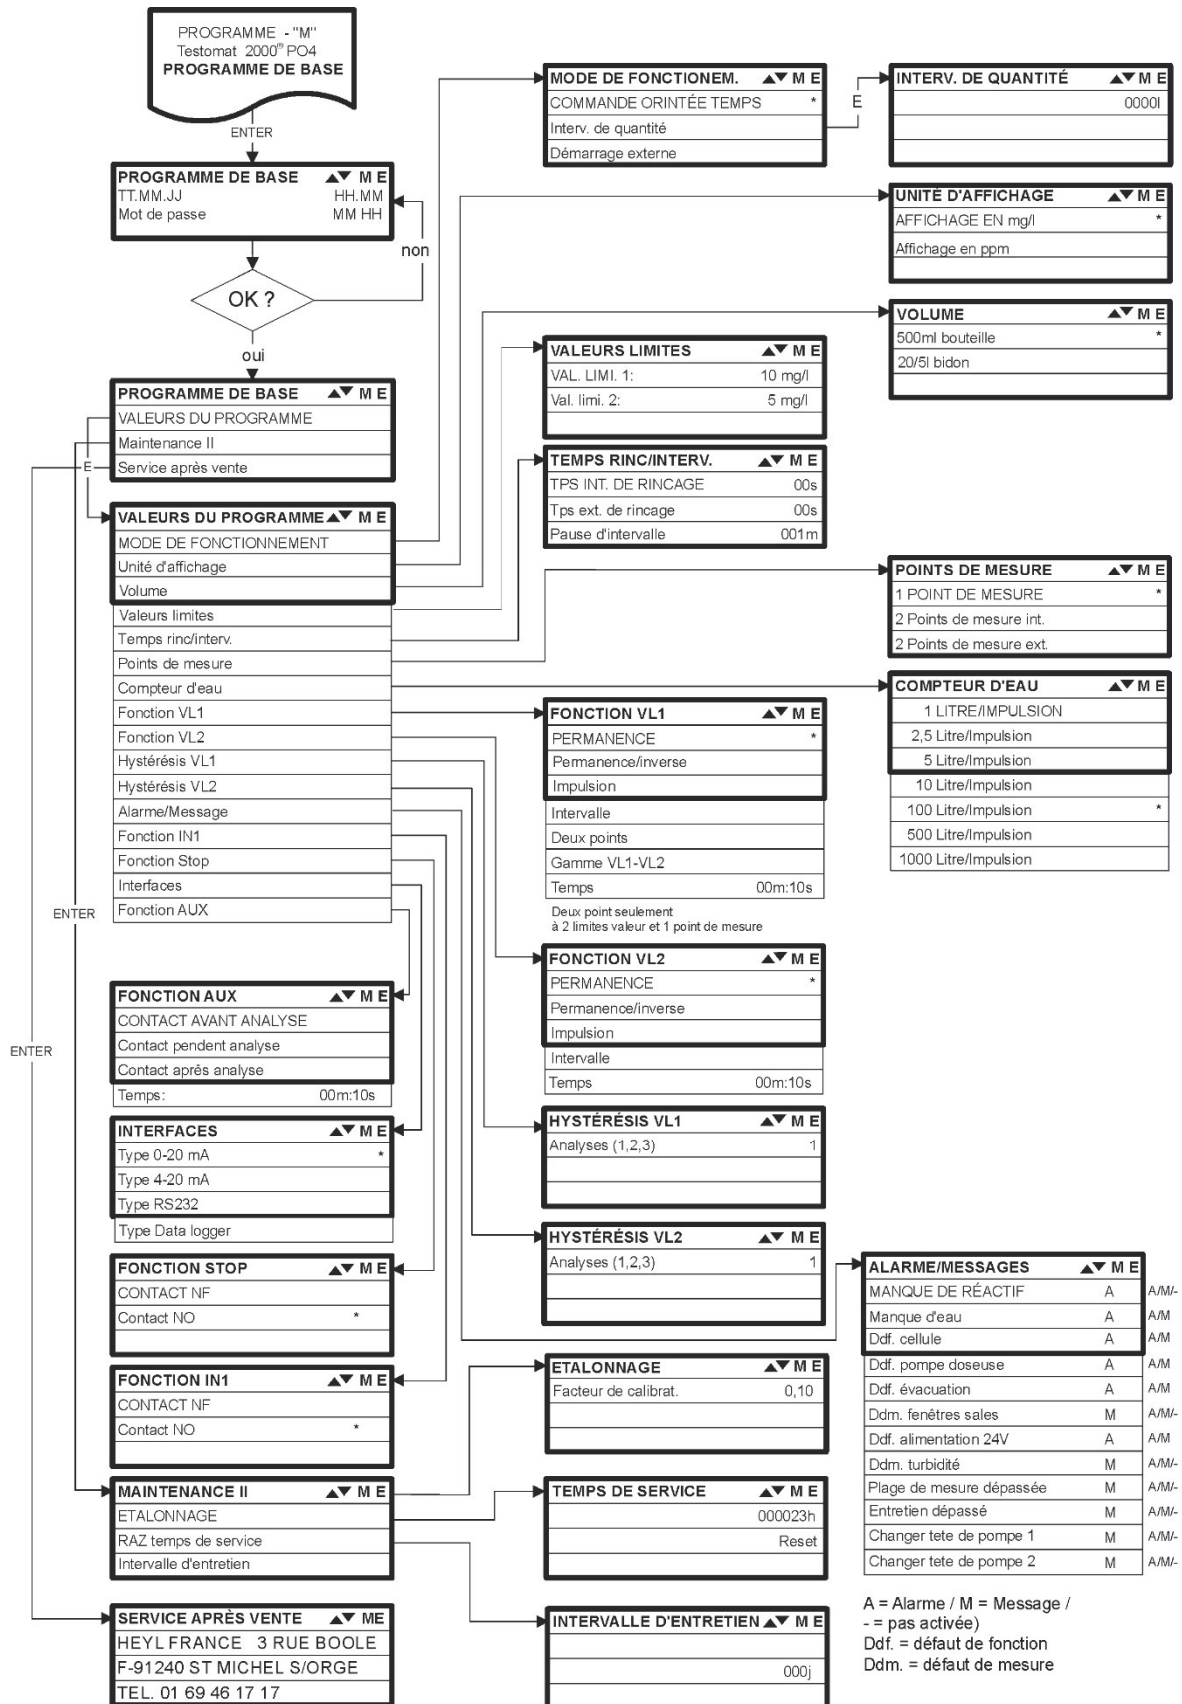 PROGRAMME - "M"
Testomat 2000® PO4
PROGRAMME DE BASE
ENTER
PROGRAMME DE BASE ▲▼ M E
TT.MM.JJ HH.MM
Mot de passe MM HH
non
OK ?
oui
PROGRAMME DE BASE ▲▼ M E
VALEURS DU PROGRAMME
Maintenance II
Service après vente
E
VALEURS DU PROGRAMME ▲▼ M E
MODE DE FONCTIONNEMENT
Unité d'affichage
Volume
Valeurs limites
Temps rinc/interv.
Points de mesure
Compteur d'eau
Fonction VL1
Fonction VL2
Hystérésis VL1
Hystérésis VL2
Alarme/Message
Fonction IN1
Fonction Stop
Interfaces
Fonction AUX
ENTER
ENTER
FONCTION AUX ▲▼ M E
CONTACT AVANT ANALYSE
Contact pendent analyse
Contact aprés analyse
Temps: 00m:10s
INTERFACES ▲▼ M E
Type 0-20 mA *
Type 4-20 mA
Type RS232
Type Data logger
FONCTION STOP ▲▼ M E
CONTACT NF
Contact NO *
FONCTION IN1 ▲▼ M E
CONTACT NF
Contact NO *
MAINTENANCE II ▲▼ M E
ETALONNAGE
RAZ temps de service
Intervalle d'entretien
SERVICE APRÈS VENTE ▲▼ ME
HEYL FRANCE 3 RUE BOOLE
F-91240 ST MICHEL S/ORGE
TEL. 01 69 46 17 17
MODE DE FONCTIONEM. ▲▼ M E
COMMANDE ORINTÉE TEMPS *
Interv. de quantité
Démarrage externe
E
INTERV. DE QUANTITÉ ▲▼ M E
0000l
UNITÉ D'AFFICHAGE ▲▼ M E
AFFICHAGE EN mg/l *
Affichage en ppm
VOLUME ▲▼ M E
500ml bouteille *
20/5l bidon
VALEURS LIMITES ▲▼ M E
VAL. LIMI. 1: 10 mg/l
Val. limi. 2: 5 mg/l
TEMPS RINC/INTERV. ▲▼ M E
TPS INT. DE RINCAGE 00s
Tps ext. de rincage 00s
Pause d'intervalle 001m
POINTS DE MESURE ▲▼ M E
1 POINT DE MESURE *
2 Points de mesure int.
2 Points de mesure ext.
COMPTEUR D'EAU ▲▼ M E
1 LITRE/IMPULSION
2,5 Litre/Impulsion
5 Litre/Impulsion
10 Litre/Impulsion
100 Litre/Impulsion *
500 Litre/Impulsion
1000 Litre/Impulsion
FONCTION VL1 ▲▼ M E
PERMANENCE *
Permanence/inverse
Impulsion
Intervalle
Deux points
Gamme VL1-VL2
Temps 00m:10s
Deux point seulement
à 2 limites valeur et 1 point de mesure
FONCTION VL2 ▲▼ M E
PERMANENCE *
Permanence/inverse
Impulsion
Intervalle
Temps 00m:10s
HYSTÉRÉSIS VL1 ▲▼ M E
Analyses (1,2,3) 1
HYSTÉRÉSIS VL2 ▲▼ M E
Analyses (1,2,3) 1
ALARME/MESSAGES ▲▼ M E
MANQUE DE RÉACTIF A A/M/-
Manque d'eau A A/M
Ddf. cellule A A/M
Ddf. pompe doseuse A A/M
Ddf. évacuation A A/M
Ddm. fenêtres sales M A/M/-
Ddf. alimentation 24V A A/M
Ddm. turbidité M A/M/-
Plage de mesure dépassée M A/M/-
Entretien dépassé M A/M/-
Changer tete de pompe 1 M A/M/-
Changer tete de pompe 2 M A/M/-
A = Alarme / M = Message /
- = pas activée)
Ddf. = défaut de fonction
Ddm. = défaut de mesure
ETALONNAGE ▲▼ M E
Facteur de calibrat. 0,10
TEMPS DE SERVICE ▲▼ M E
000023h
Reset
INTERVALLE D'ENTRETIEN ▲▼ M E
000j